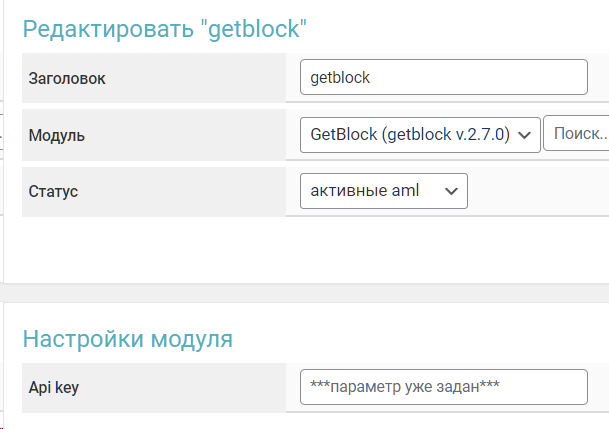 Редактировать "getblock"
Заголовок getblock
Модуль GetBlock (getblock v.2.7.0) Поиск..
Статус активные aml
Настройки модуля
Api key ***параметр уже задан***